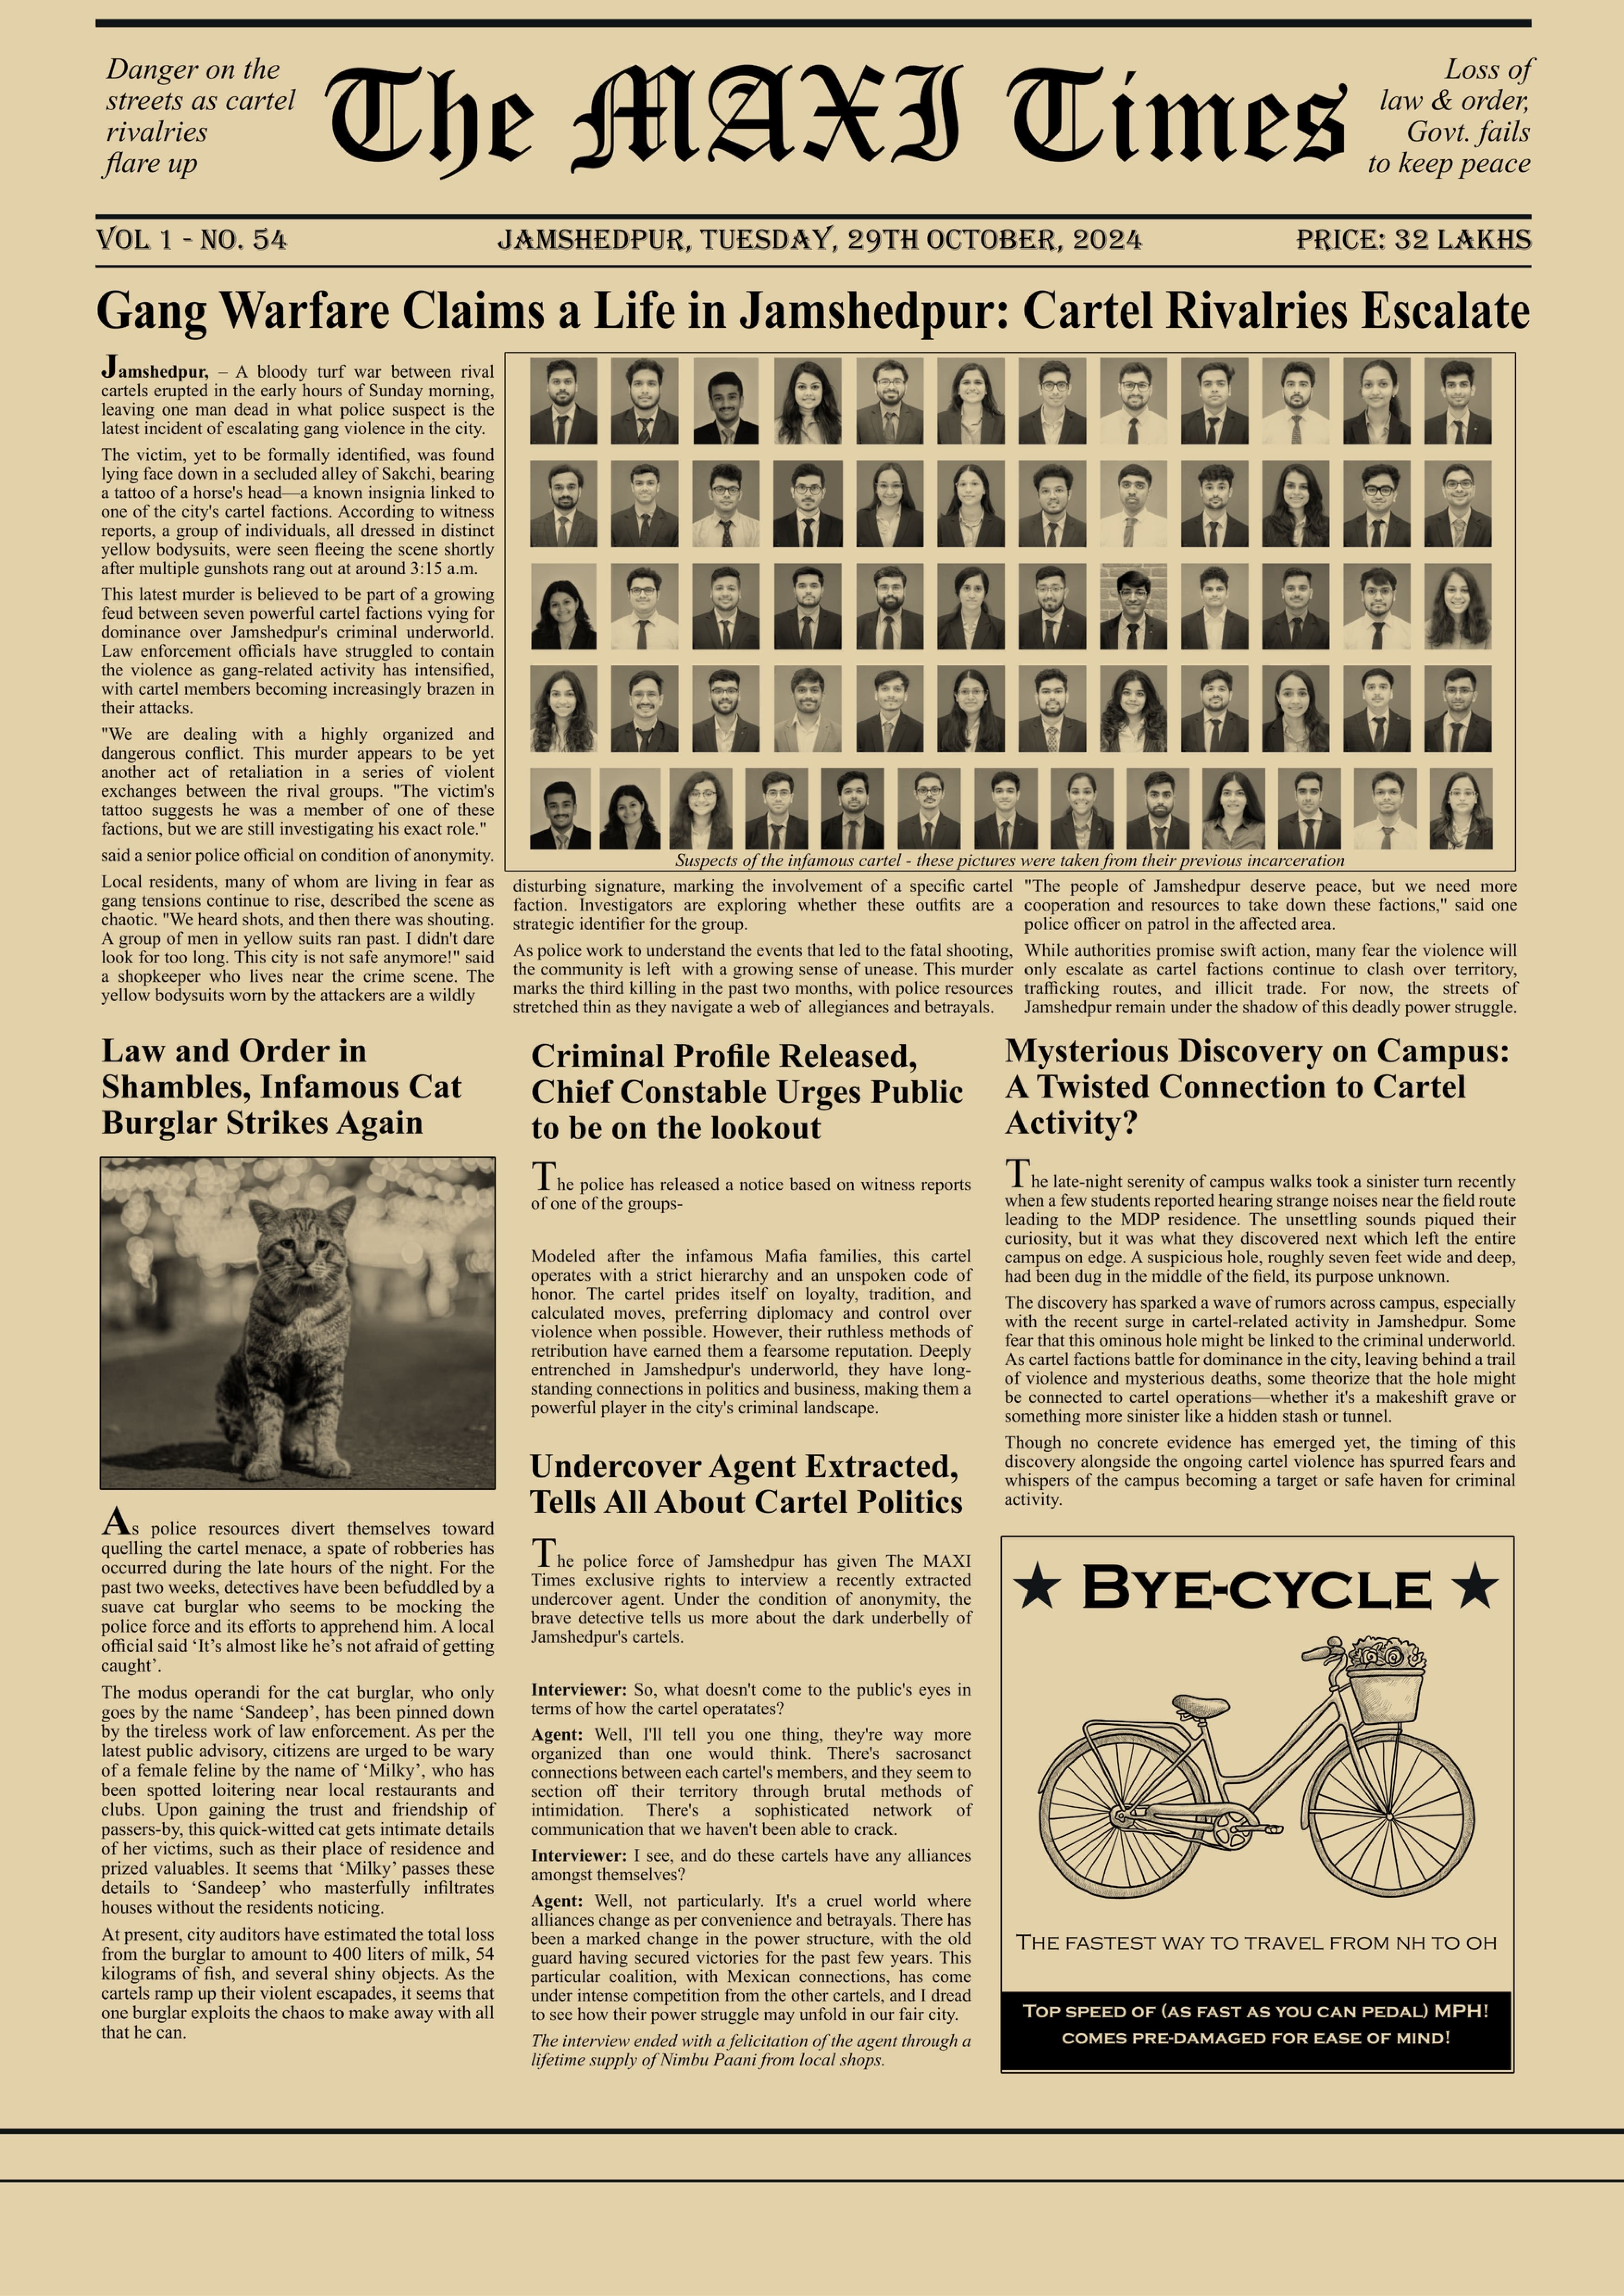 Danger on the
streets as cartel
rivalries
flare up
The MAXI Times
Loss of
law & order,
Govt. fails
to keep peace
VOL 1 - NO. 54
JAMSHEDPUR, TUESDAY, 29TH OCTOBER, 2024
PRICE: 32 LAKHS
Gang Warfare Claims a Life in Jamshedpur: Cartel Rivalries Escalate
Jamshedpur, – A bloody turf war between rival
cartels erupted in the early hours of Sunday morning,
leaving one man dead in what police suspect is the
latest incident of escalating gang violence in the city.
The victim, yet to be formally identified, was found
lying face down in a secluded alley of Sakchi, bearing
a tattoo of a horse's head—a known insignia linked to
one of the city's cartel factions. According to witness
reports, a group of individuals, all dressed in distinct
yellow bodysuits, were seen fleeing the scene shortly
after multiple gunshots rang out at around 3:15 a.m.
This latest murder is believed to be part of a growing
feud between seven powerful cartel factions vying for
dominance over Jamshedpur's criminal underworld.
Law enforcement officials have struggled to contain
the violence as gang-related activity has intensified,
with cartel members becoming increasingly brazen in
their attacks.
"We are dealing with a highly organized and
dangerous conflict. This murder appears to be yet
another act of retaliation in a series of violent
exchanges between the rival groups. "The victim's
tattoo suggests he was a member of one of these
factions, but we are still investigating his exact role."
said a senior police official on condition of anonymity.
Local residents, many of whom are living in fear as
gang tensions continue to rise, described the scene as
chaotic. "We heard shots, and then there was shouting.
A group of men in yellow suits ran past. I didn't dare
look for too long. This city is not safe anymore!" said
a shopkeeper who lives near the crime scene. The
yellow bodysuits worn by the attackers are a wildly
Suspects of the infamous cartel - these pictures were taken from their previous incarceration
disturbing signature, marking the involvement of a specific cartel
faction. Investigators are exploring whether these outfits are a
strategic identifier for the group.
As police work to understand the events that led to the fatal shooting,
the community is left with a growing sense of unease. This murder
marks the third killing in the past two months, with police resources
stretched thin as they navigate a web of allegiances and betrayals.
"The people of Jamshedpur deserve peace, but we need more
cooperation and resources to take down these factions," said one
police officer on patrol in the affected area.
While authorities promise swift action, many fear the violence will
only escalate as cartel factions continue to clash over territory,
trafficking routes, and illicit trade. For now, the streets of
Jamshedpur remain under the shadow of this deadly power struggle.
Law and Order in
Shambles, Infamous Cat
Burglar Strikes Again
As police resources divert themselves toward
quelling the cartel menace, a spate of robberies has
occurred during the late hours of the night. For the
past two weeks, detectives have been befuddled by a
suave cat burglar who seems to be mocking the
police force and its efforts to apprehend him. A local
official said ‘It’s almost like he’s not afraid of getting
caught’.
The modus operandi for the cat burglar, who only
goes by the name ‘Sandeep’, has been pinned down
by the tireless work of law enforcement. As per the
latest public advisory, citizens are urged to be wary
of a female feline by the name of ‘Milky’, who has
been spotted loitering near local restaurants and
clubs. Upon gaining the trust and friendship of
passers-by, this quick-witted cat gets intimate details
of her victims, such as their place of residence and
prized valuables. It seems that ‘Milky’ passes these
details to ‘Sandeep’ who masterfully infiltrates
houses without the residents noticing.
At present, city auditors have estimated the total loss
from the burglar to amount to 400 liters of milk, 54
kilograms of fish, and several shiny objects. As the
cartels ramp up their violent escapades, it seems that
one burglar exploits the chaos to make away with all
that he can.
Criminal Profile Released,
Chief Constable Urges Public
to be on the lookout
The police has released a notice based on witness reports
of one of the groups-
Modeled after the infamous Mafia families, this cartel
operates with a strict hierarchy and an unspoken code of
honor. The cartel prides itself on loyalty, tradition, and
calculated moves, preferring diplomacy and control over
violence when possible. However, their ruthless methods of
retribution have earned them a fearsome reputation. Deeply
entrenched in Jamshedpur's underworld, they have long-
standing connections in politics and business, making them a
powerful player in the city's criminal landscape.
Undercover Agent Extracted,
Tells All About Cartel Politics
The police force of Jamshedpur has given The MAXI
Times exclusive rights to interview a recently extracted
undercover agent. Under the condition of anonymity, the
brave detective tells us more about the dark underbelly of
Jamshedpur's cartels.
Interviewer: So, what doesn't come to the public's eyes in
terms of how the cartel operatates?
Agent: Well, I'll tell you one thing, they're way more
organized than one would think. There's sacrosanct
connections between each cartel's members, and they seem to
section off their territory through brutal methods of
intimidation. There's a sophisticated network of
communication that we haven't been able to crack.
Interviewer: I see, and do these cartels have any alliances
amongst themselves?
Agent: Well, not particularly. It's a cruel world where
alliances change as per convenience and betrayals. There has
been a marked change in the power structure, with the old
guard having secured victories for the past few years. This
particular coalition, with Mexican connections, has come
under intense competition from the other cartels, and I dread
to see how their power struggle may unfold in our fair city.
The interview ended with a felicitation of the agent through a
lifetime supply of Nimbu Paani from local shops.
Mysterious Discovery on Campus:
A Twisted Connection to Cartel
Activity?
The late-night serenity of campus walks took a sinister turn recently
when a few students reported hearing strange noises near the field route
leading to the MDP residence. The unsettling sounds piqued their
curiosity, but it was what they discovered next which left the entire
campus on edge. A suspicious hole, roughly seven feet wide and deep,
had been dug in the middle of the field, its purpose unknown.
The discovery has sparked a wave of rumors across campus, especially
with the recent surge in cartel-related activity in Jamshedpur. Some
fear that this ominous hole might be linked to the criminal underworld.
As cartel factions battle for dominance in the city, leaving behind a trail
of violence and mysterious deaths, some theorize that the hole might
be connected to cartel operations—whether it's a makeshift grave or
something more sinister like a hidden stash or tunnel.
Though no concrete evidence has emerged yet, the timing of this
discovery alongside the ongoing cartel violence has spurred fears and
whispers of the campus becoming a target or safe haven for criminal
activity.
★ BYE-CYCLE ★
THE FASTEST WAY TO TRAVEL FROM NH TO OH
TOP SPEED OF (AS FAST AS YOU CAN PEDAL) MPH!
COMES PRE-DAMAGED FOR EASE OF MIND!